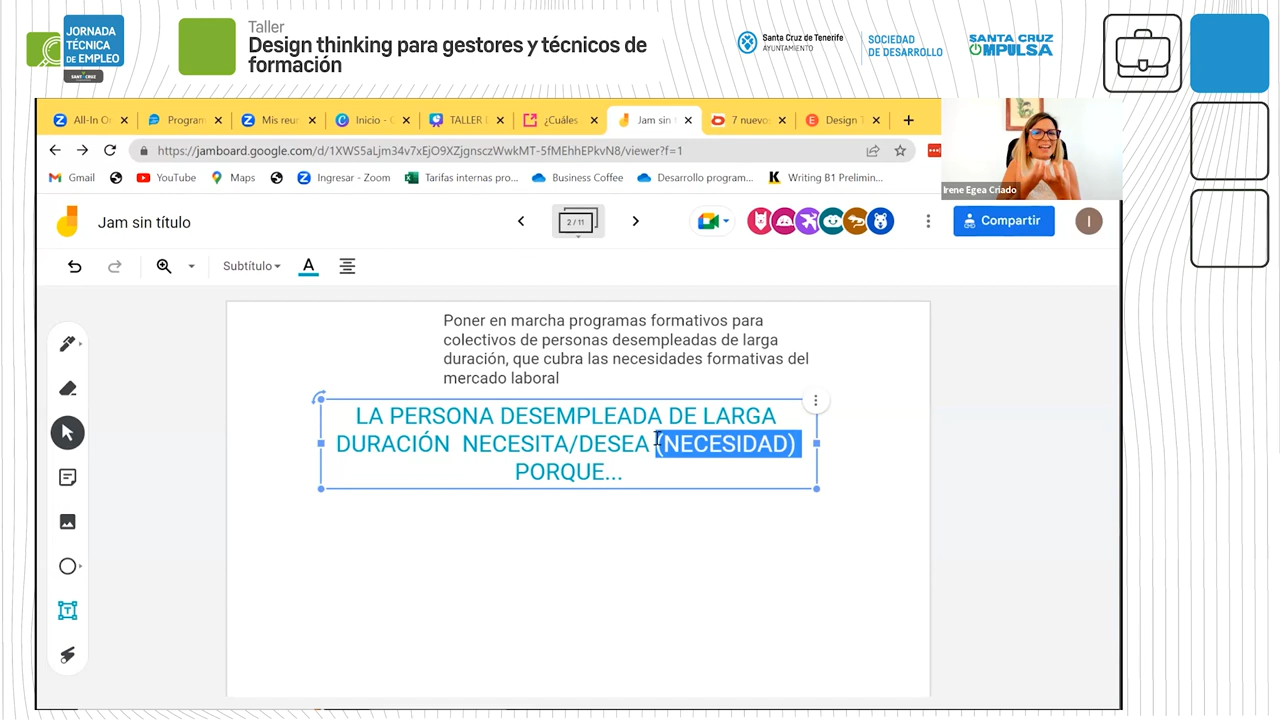 JORNADA
TÉCNICA
DE EMPLEO
Taller
Design thinking para gestores y técnicos de
formación
Santa Cruz de Tenerife
AYUNTAMIENTO
SOCIEDAD
DE DESARROLLO
SANTA CRUZ
MPULSA
All-In O
Program
Mis reun
Inicio - C
TALLER
¿Cuáles
Jam sin
7 nuevo
Design T
https://jamboard.google.com/d/1XWS5aLjm34v7xEjO9XZjgnsczWwkMT-5fMEhhEPkvN8/viewer?f=1
Gmail
YouTube
Maps
Ingresar - Zoom
Tarifas internas pro...
Business Coffee
Desarrollo program...
Writing B1 Prelimin...
Irene Egea Criado
Jam sin título
2 / 11
Compartir
I
Subtítulo
A
Poner en marcha programas formativos para
colectivos de personas desempleadas de larga
duración, que cubra las necesidades formativas del
mercado laboral
LA PERSONA DESEMPLEADA DE LARGA
DURACIÓN NECESITA/DESEA (NECESIDAD)
PORQUE...